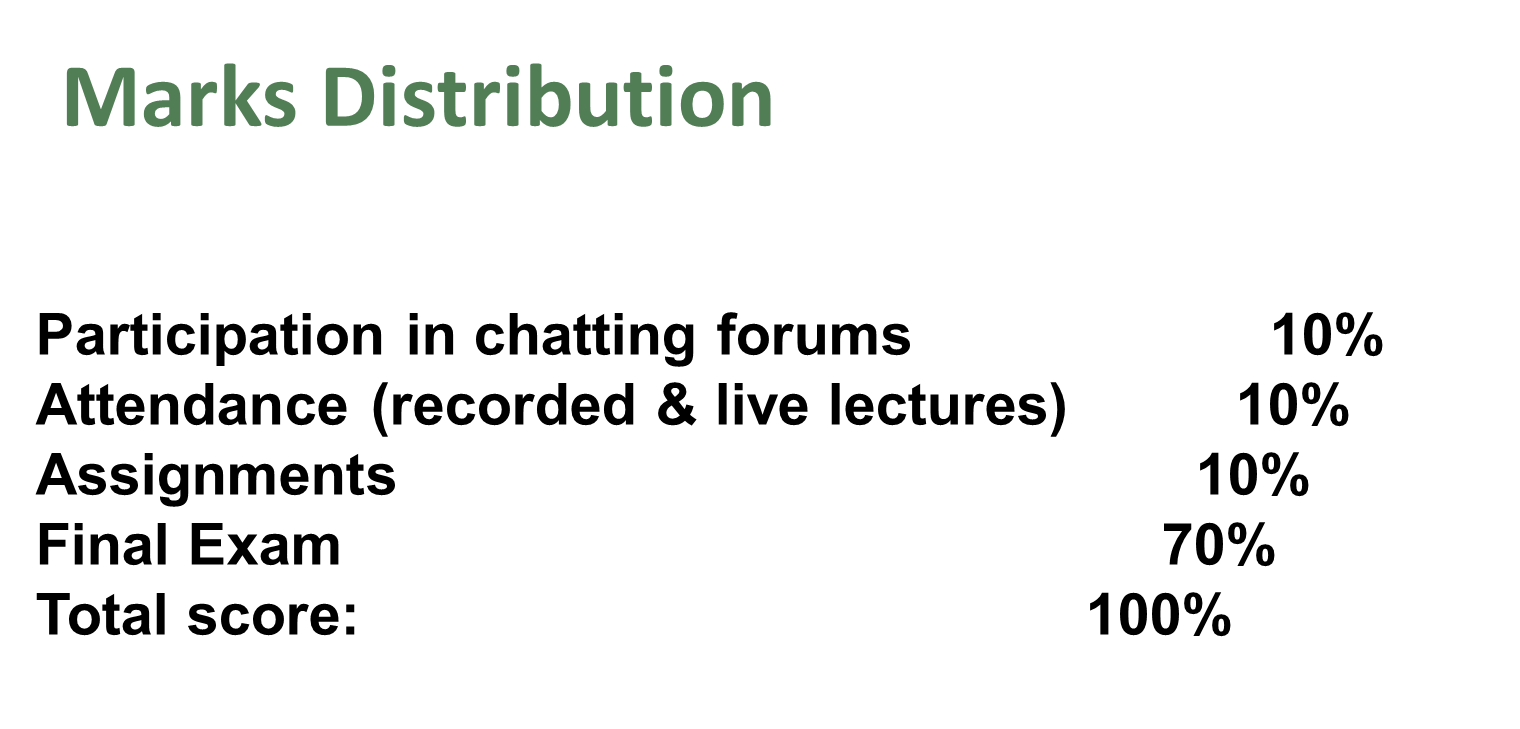 Marks Distribution
Participation in chatting forums 10%
Attendance (recorded & live lectures) 10%
Assignments 10%
Final Exam 70%
Total score: 100%